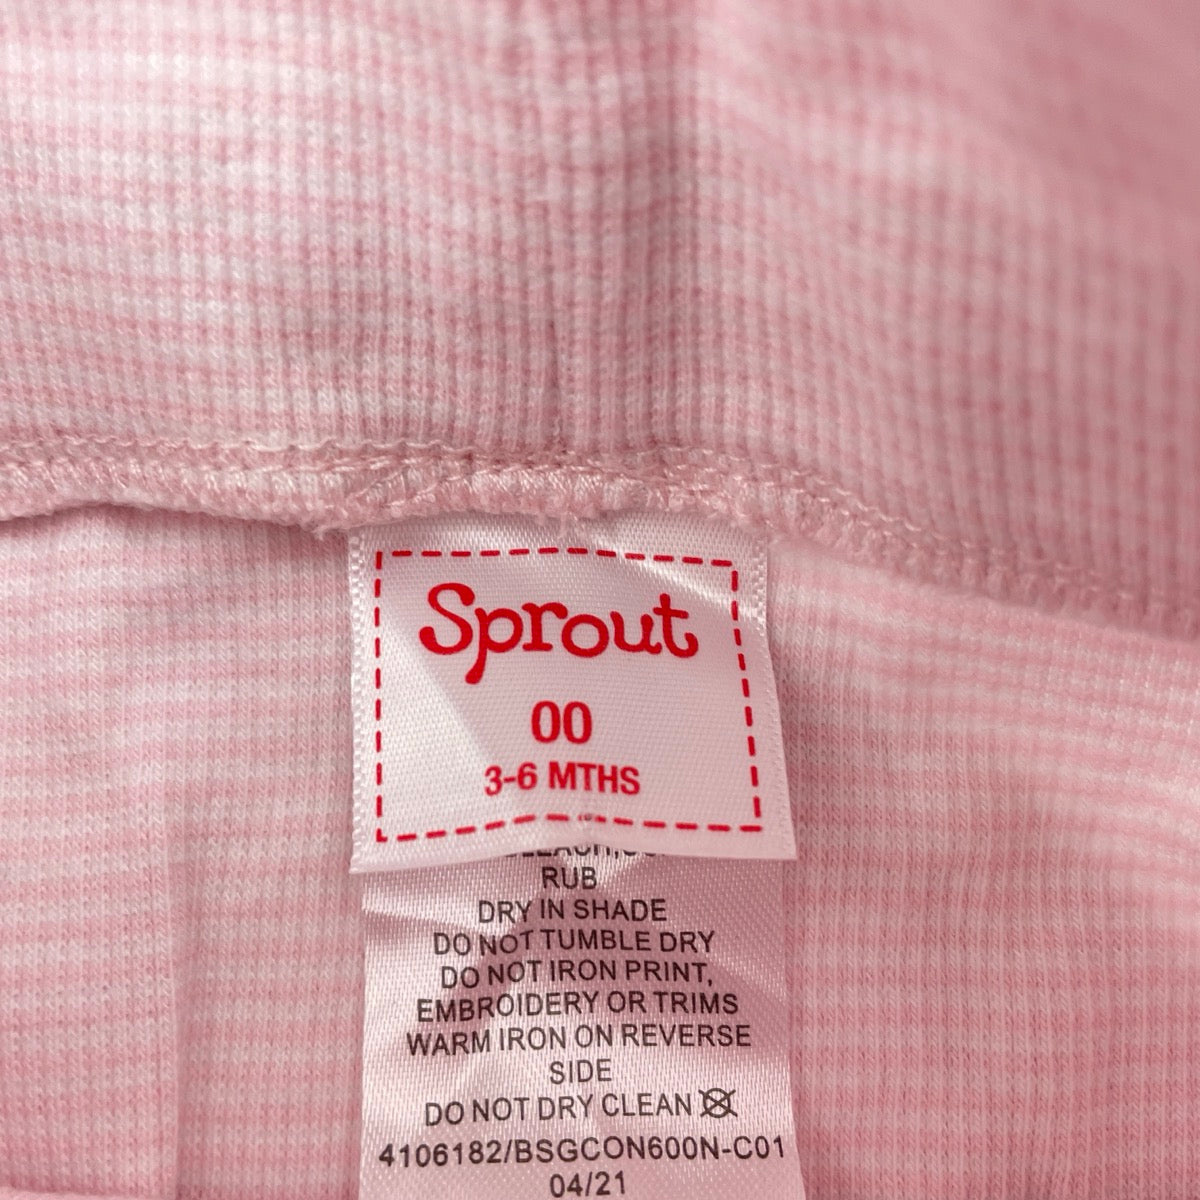 Sprout
00
3-6 MTHS
RUB
DRY IN SHADE
DO NOT TUMBLE DRY
DO NOT IRON PRINT,
EMBROIDERY OR TRIMS
WARM IRON ON REVERSE
SIDE
DO NOT DRY CLEAN
4106182/BSGCON600N-C01
04/21